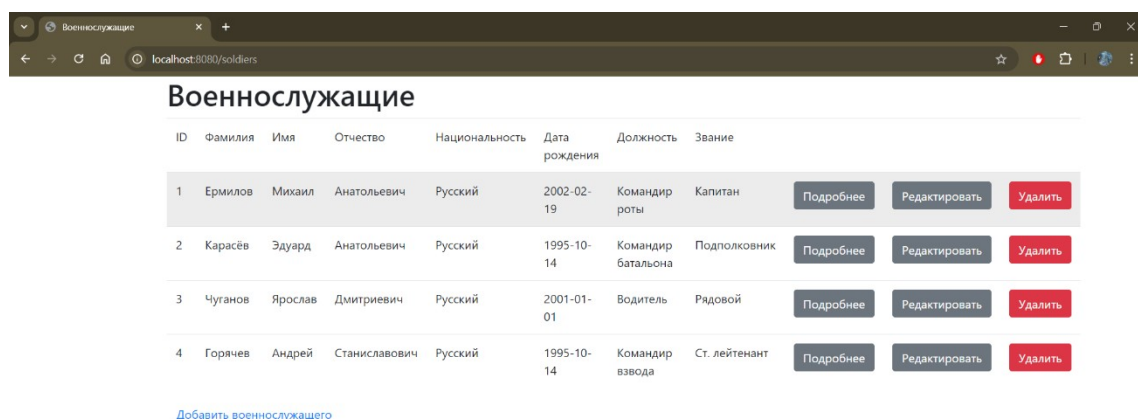 Военнослужащие
localhost:8080/soldiers
Военнослужащие
ID Фамилия Имя Отчество Национальность Дата рождения Должность Звание
1 Ермилов Михаил Анатольевич Русский 2002-02-19 Командир роты Капитан Подробнее Редактировать Удалить
2 Карасёв Эдуард Анатольевич Русский 1995-10-14 Командир батальона Подполковник Подробнее Редактировать Удалить
3 Чуганов Ярослав Дмитриевич Русский 2001-01-01 Водитель Рядовой Подробнее Редактировать Удалить
4 Горячев Андрей Станиславович Русский 1995-10-14 Командир взвода Ст. лейтенант Подробнее Редактировать Удалить
Добавить военнослужащего